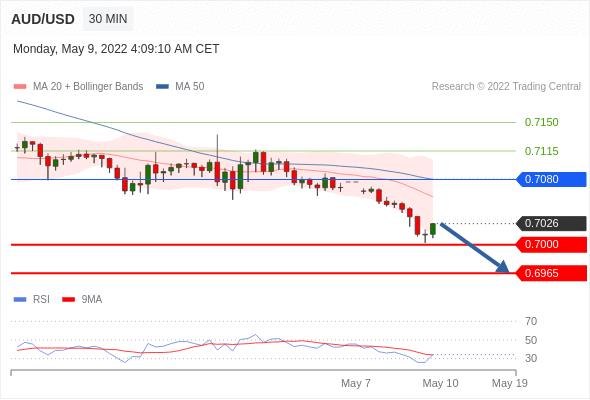 AUD/USD 30 MIN
Monday, May 9, 2022 4:09:10 AM CET
MA 20 + Bollinger Bands MA 50 Research © 2022 Trading Central
0.7150
0.7115
0.7080
0.7026
0.7000
0.6965
RSI 9MA
70
50
30
May 7 May 10 May 19